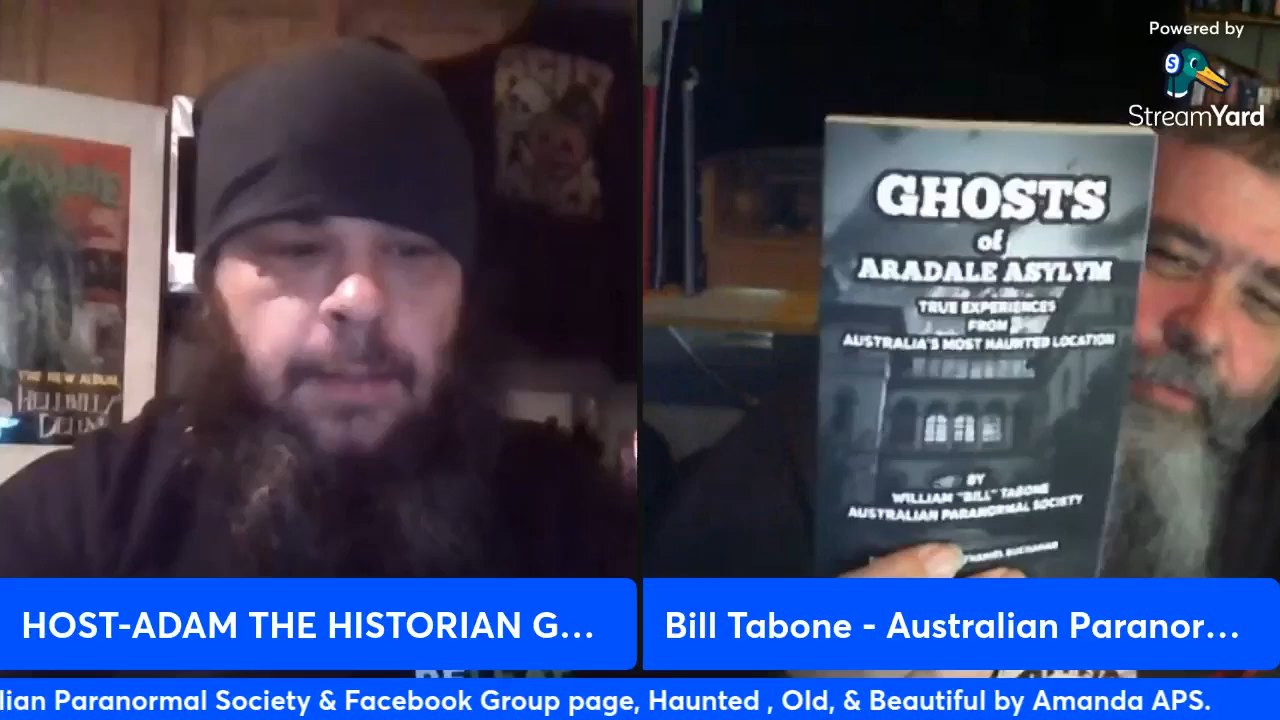 Powered by
S
StreamYard
THE NEW ALBUM
HELLBILLY
GHOSTS
of
ARADALE ASYLYM
TRUE EXPERIENCES
FROM
AUSTRALIA'S MOST HAUNTED LOCATION
BY
WILLIAM "BILL" TABONE
AUSTRALIAN PARANORMAL SOCIETY
BUCHANAN
HOST-ADAM THE HISTORIAN G...
Bill Tabone - Australian Paranor...
lian Paranormal Society & Facebook Group page, Haunted , Old, & Beautiful by Amanda APS.